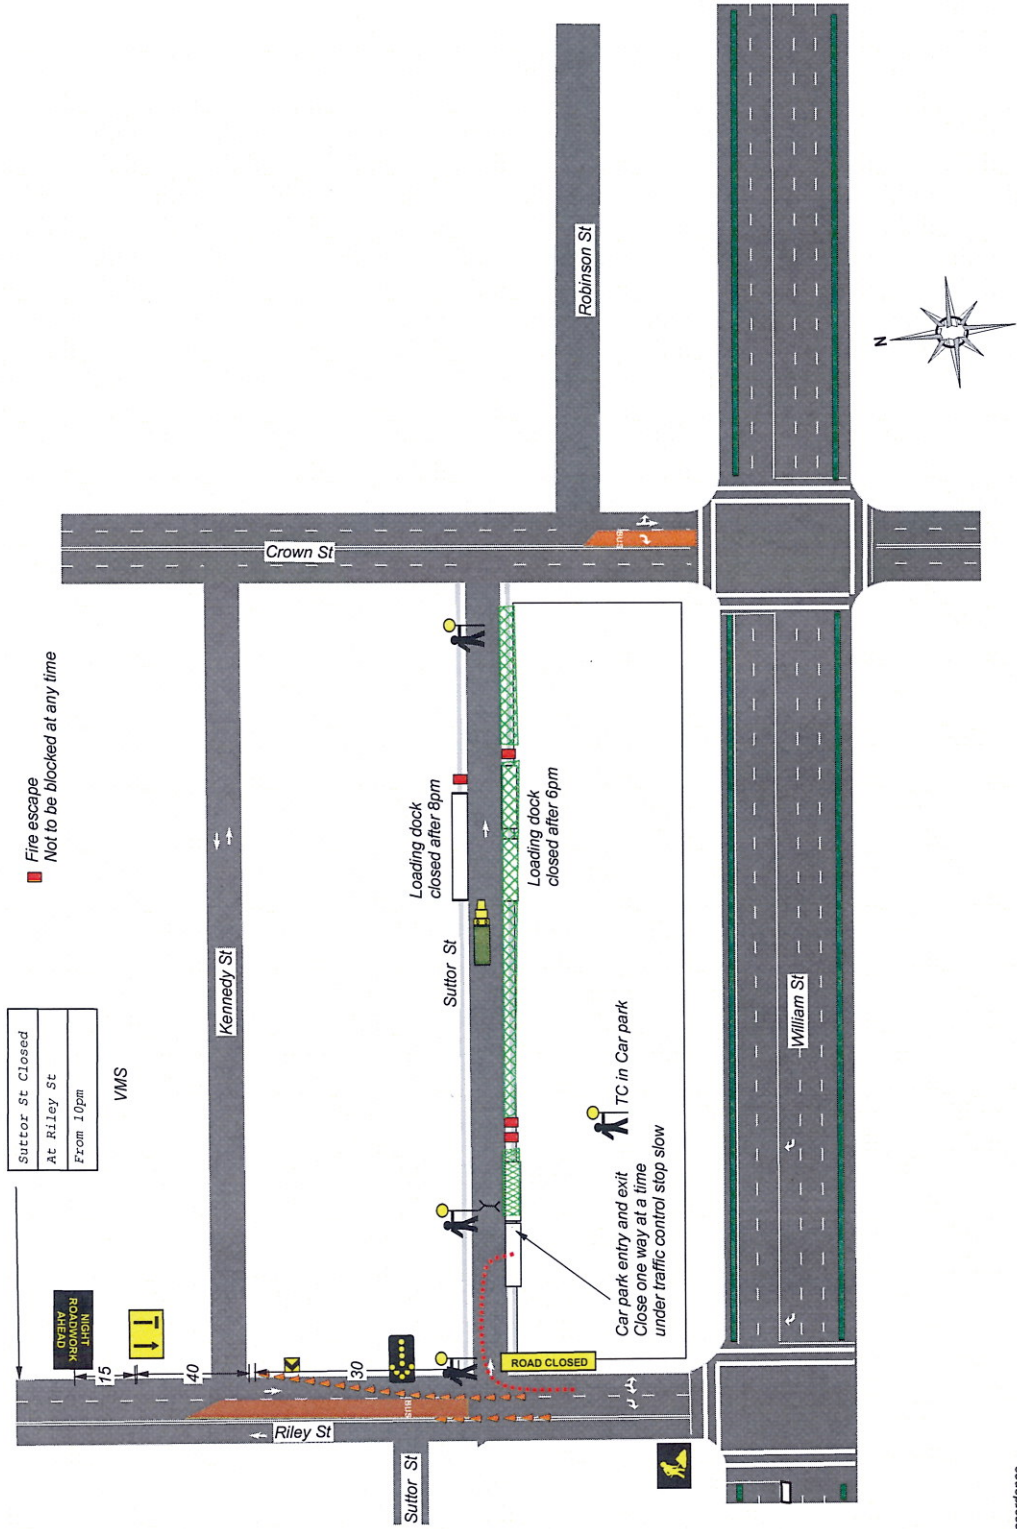 Suttor St Closed
At Riley St
From 10pm
VMS
Fire escape
Not to be blocked at any time
NIGHT
ROADWORK
AHEAD
15
40
30
Kennedy St
Crown St
Robinson St
BUS
Suttor St
Loading dock
closed after 8pm
Loading dock
closed after 6pm
TC in Car park
Car park entry and exit
Close one way at a time
under traffic control stop slow
ROAD CLOSED
BUS
Riley St
Suttor St
William St
N